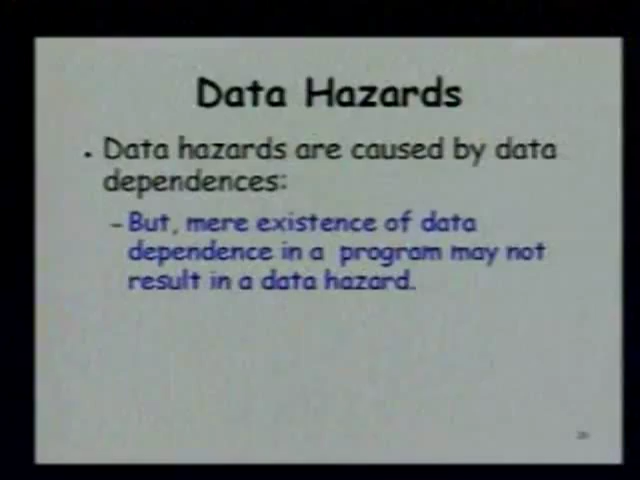 Data Hazards
• Data hazards are caused by data
dependences:
– But, mere existence of data
dependence in a program may not
result in a data hazard.